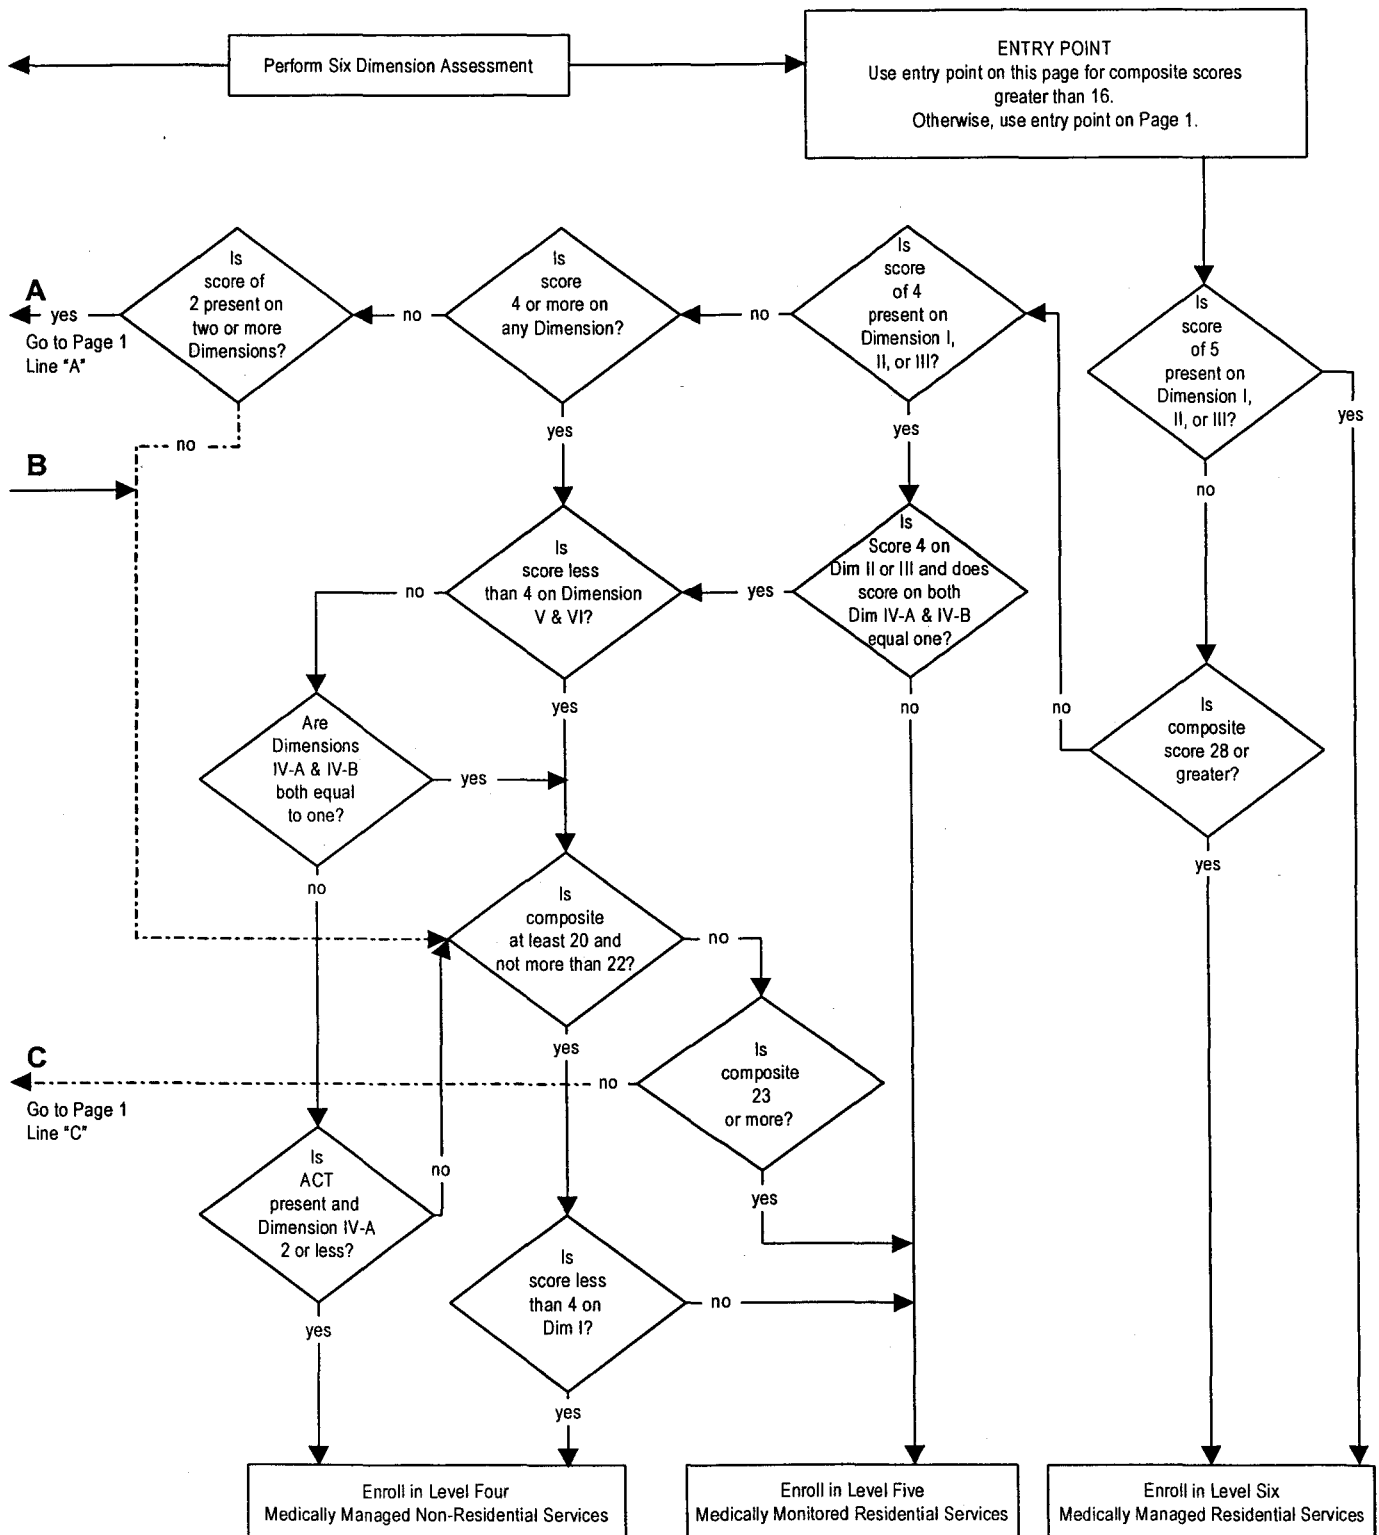 Perform Six Dimension Assessment
ENTRY POINT
Use entry point on this page for composite scores
greater than 16.
Otherwise, use entry point on Page 1.
Is
score of
2 present on
two or more
Dimensions?
Is
score
4 or more on
any Dimension?
Is
score
of 4
present on
Dimension I,
II, or III?
Is
score
of 5
present on
Dimension I,
II, or III?
A
yes
Go to Page 1
Line "A"
no
no
yes
yes
yes
no
no
B
Is
score less
than 4 on Dimension
V & VI?
Is
Score 4 on
Dim II or III and does
score on both
Dim IV-A & IV-B
equal one?
no
yes
yes
no
no
Are
Dimensions
IV-A & IV-B
both equal
to one?
yes
Is
composite
score 28 or
greater?
yes
no
Is
composite
at least 20 and
not more than 22?
no
yes
C
no
Go to Page 1
Line "C"
Is
composite
23
or more?
yes
Is
ACT
present and
Dimension IV-A
2 or less?
no
Is
score less
than 4 on
Dim I?
no
yes
yes
Enroll in Level Four
Medically Managed Non-Residential Services
Enroll in Level Five
Medically Monitored Residential Services
Enroll in Level Six
Medically Managed Residential Services